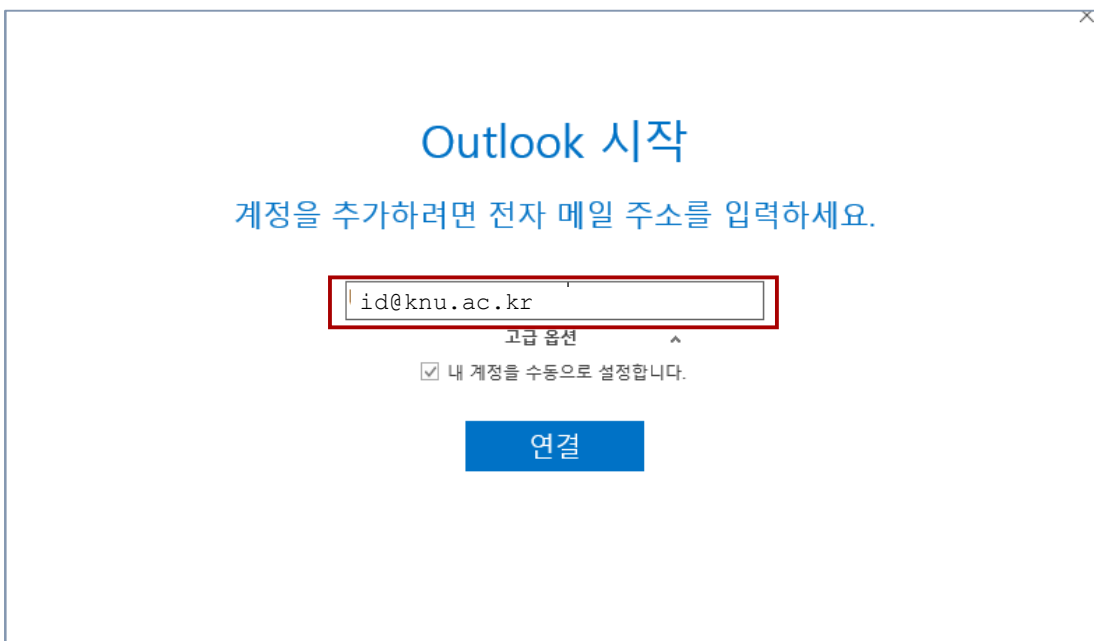 Outlook 시작
계정을 추가하려면 전자 메일 주소를 입력하세요.
id@knu.ac.kr
고급 옵션
내 계정을 수동으로 설정합니다.
연결